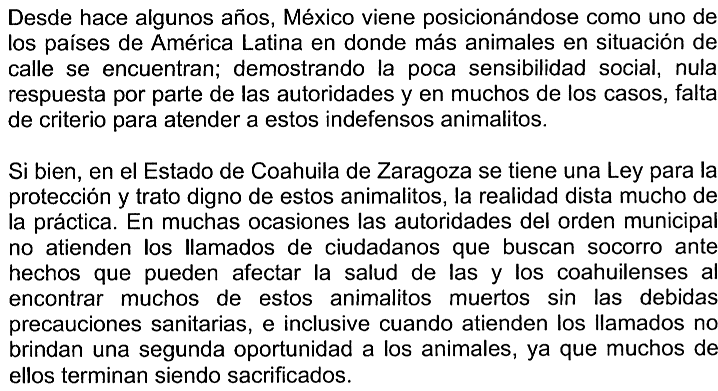 Desde hace algunos años, México viene posicionándose como uno de
los países de América Latina en donde más animales en situación de
calle se encuentran; demostrando la poca sensibilidad social, nula
respuesta por parte de las autoridades y en muchos de los casos, falta
de criterio para atender a estos indefensos animalitos.
Si bien, en el Estado de Coahuila de Zaragoza se tiene una Ley para la
protección y trato digno de estos animalitos, la realidad dista mucho de
la práctica. En muchas ocasiones las autoridades del orden municipal
no atienden los llamados de ciudadanos que buscan socorro ante
hechos que pueden afectar la salud de las y los coahuilenses al
encontrar muchos de estos animalitos muertos sin las debidas
precauciones sanitarias, e inclusive cuando atienden los llamados no
brindan una segunda oportunidad a los animales, ya que muchos de
ellos terminan siendo sacrificados.